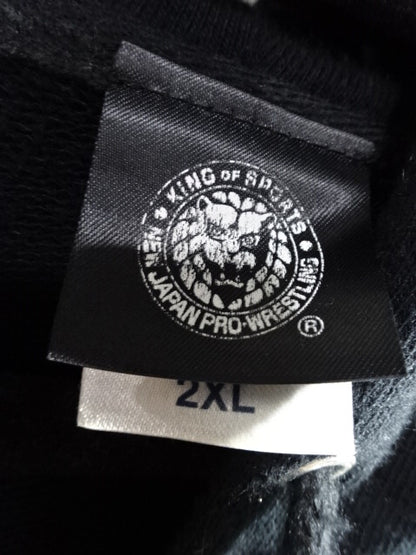 KING OF SPORTS
NEW JAPAN PRO-WRESTLING
®
2XL